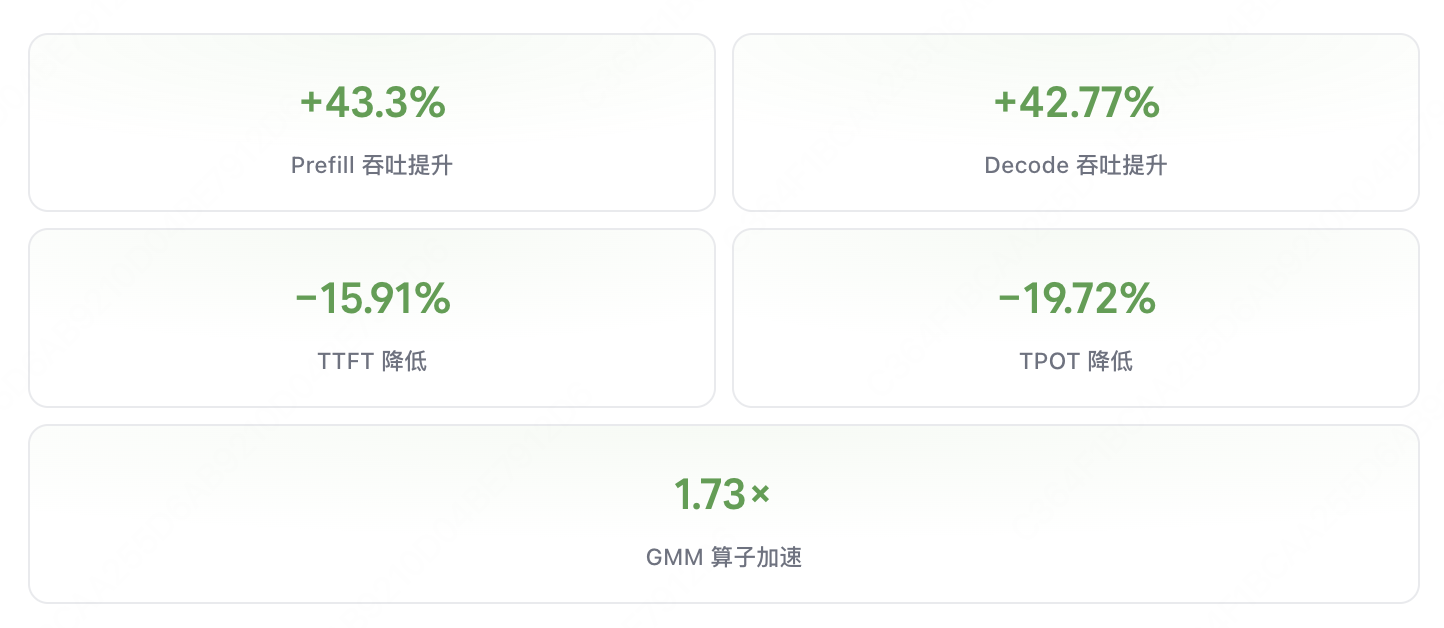 +43.3%
Prefill 吞吐提升
+42.77%
Decode 吞吐提升
−15.91%
TTFT 降低
−19.72%
TPOT 降低
1.73×
GMM 算子加速